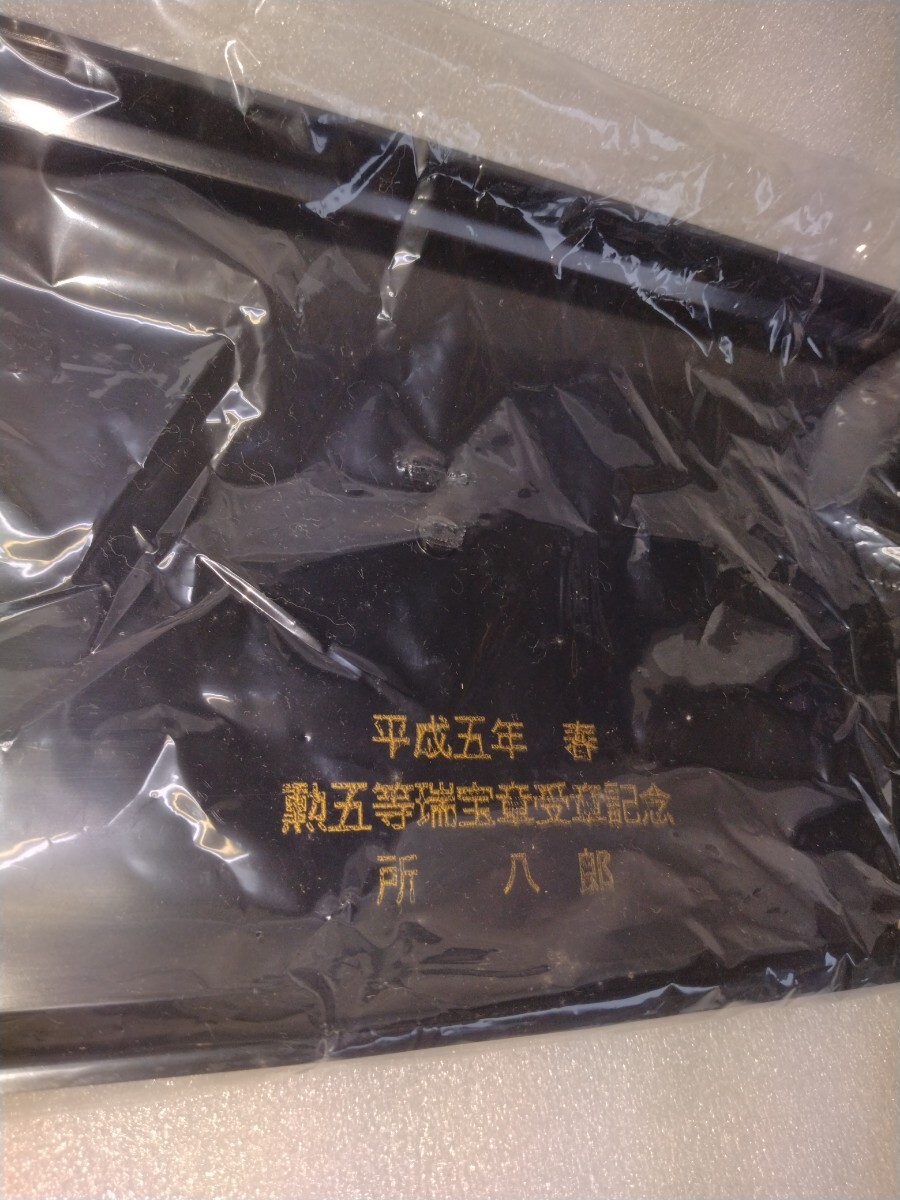 平成五年 春
勲五等瑞宝章受章記念
所 八郎